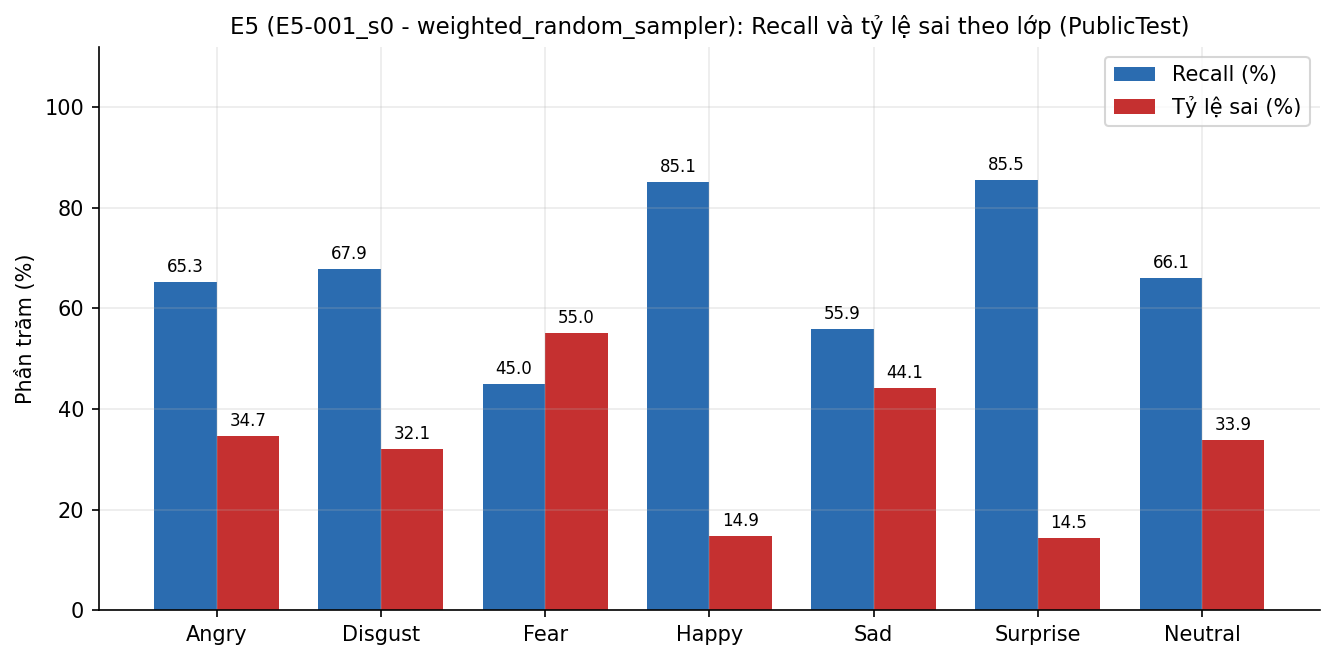 E5 (E5-001_s0 - weighted_random_sampler): Recall và tỷ lệ sai theo lớp (PublicTest)
Recall (%)
Tỷ lệ sai (%)
Phần trăm (%)
100
80
60
40
20
0
65.3
34.7
67.9
32.1
45.0
55.0
85.1
14.9
55.9
44.1
85.5
14.5
66.1
33.9
Angry
Disgust
Fear
Happy
Sad
Surprise
Neutral